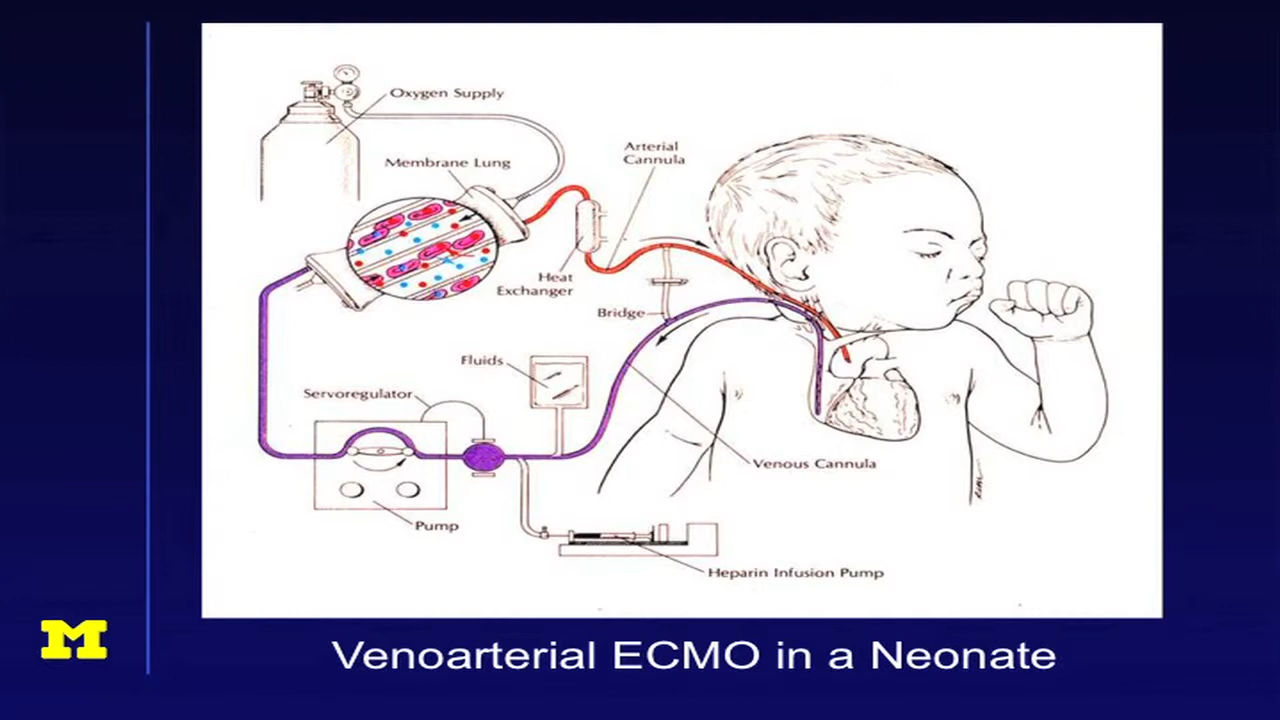 Oxygen Supply
Arterial
Cannula
Membrane Lung
Heat
Exchanger
Bridge
Fluids
Servoregulator
Venous Cannula
Pump
Heparin Infusion Pump
M
Venoarterial ECMO in a Neonate